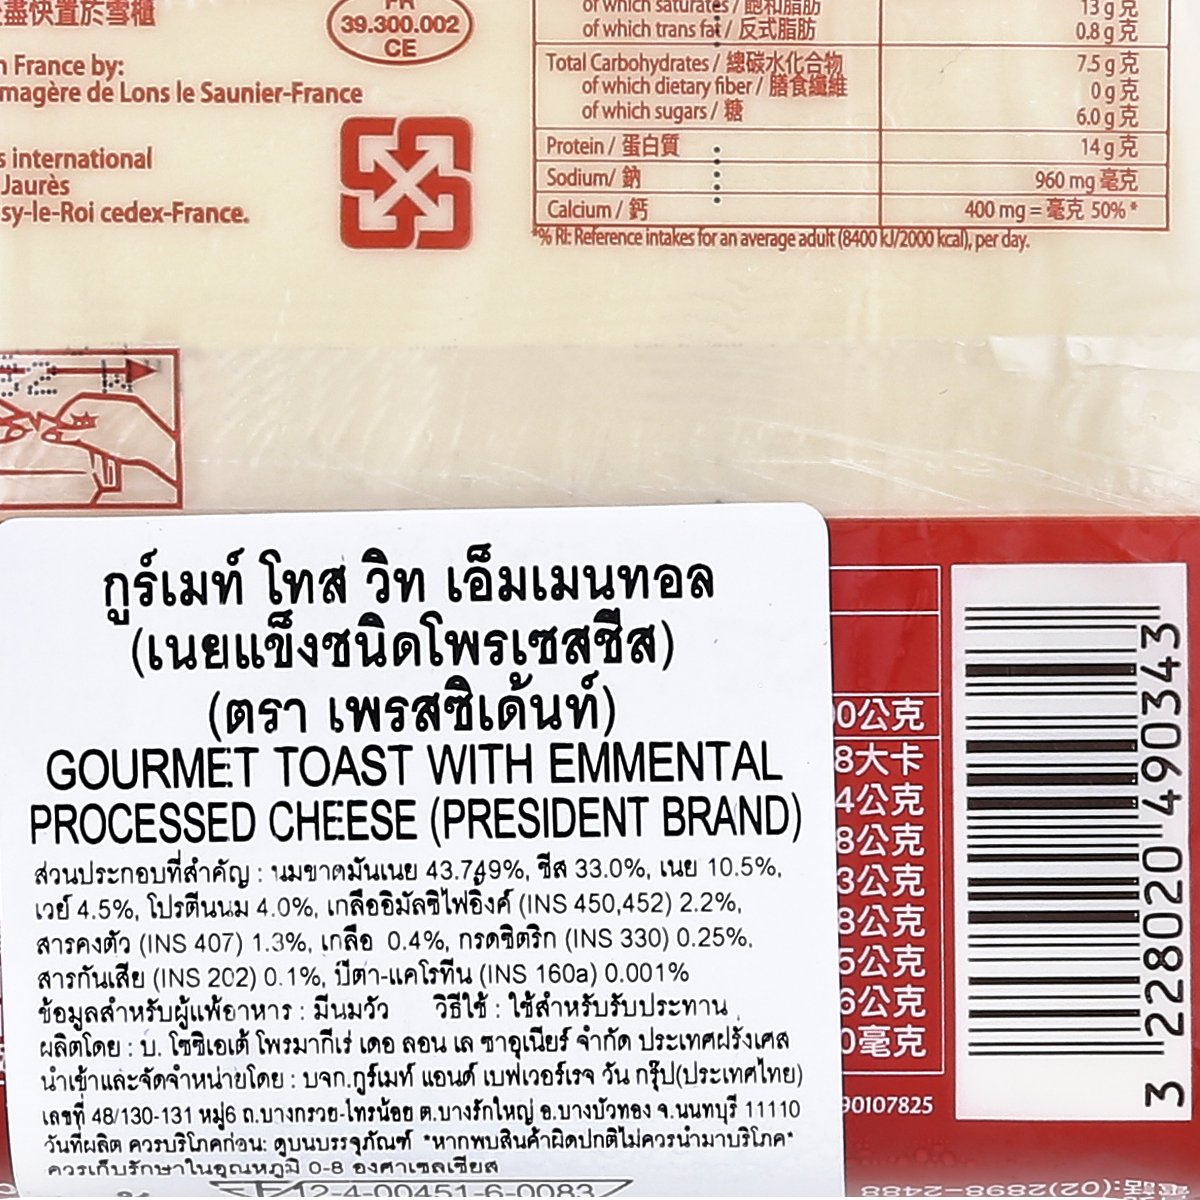 盡快置於雪櫃
FR
39.300.002
CE
France by:
magère de Lons le Saunier-France
international
Jaurès
sy-le-Roi cedex-France.
of which saturates / 飽和脂肪 13 g 克
of which trans fat / 反式脂肪 0.8 g 克
Total Carbohydrates / 總碳水化合物 7.5 g 克
of which dietary fiber / 膳食纖維 0 g 克
of which sugars / 糖 6.0 g 克
Protein / 蛋白質 14 g 克
Sodium/ 鈉 960 mg 毫克
Calcium / 鈣 400 mg = 毫克 50% *
*% RI: Reference intakes for an average adult (8400 kJ/2000 kcal), per day.
กูร์เมท์ โทส วิท เอ็มเมนทอล
(เนยแข็งชนิดโพรเซสชีส)
(ตรา เพรสซิเด้นท์)
GOURMET TOAST WITH EMMENTAL
PROCESSED CHEESE (PRESIDENT BRAND)
ส่วนประกอบที่สำคัญ : นมขาดมันเนย 43.749%, ชีส 33.0%, เนย 10.5%,
เวย์ 4.5%, โปรตีนนม 4.0%, เกลืออิมัลซิไฟอิ้งค์ (INS 450,452) 2.2%,
สารคงตัว (INS 407) 1.3%, เกลือ 0.4%, กรดซิตริก (INS 330) 0.25%,
สารกันเสีย (INS 202) 0.1%, บีต่า-แคโรทีน (INS 160a) 0.001%
ข้อมูลสำหรับผู้แพ้อาหาร : มีนมวัว วิธีใช้ : ใช้สำหรับรับประทาน
ผลิตโดย : บ. โซซิเอเต้ โพรมากีเร่ เดอ ลอน เล ซาอุเนียร์ จำกัด ประเทศฝรั่งเศส
นำเข้าและจัดจำหน่ายโดย : บจก.กูร์เมท์ แอนด์ เบฟเวอร์เรจ วัน กรุ๊ป(ประเทศไทย)
เลขที่ 48/130-131 หมู่6 ถ.บางกรวย-ไทรน้อย ต.บางรักใหญ่ อ.บางบัวทอง จ.นนทบุรี 11110
วันที่ผลิต ควรบริโภคก่อน: ดูบนบรรจุภัณฑ์ *หากพบสินค้าผิดปกติไม่ควรนำมาบริโภค*
ควรเก็บรักษาในอุณหภูมิ 0-8 องศาเซลเซียส
12-4-00451-6-0083
0公克
8大卡
4公克
8公克
3公克
8公克
5公克
6公克
0毫克
90107825
3 228020 490343
(02)2898-2488